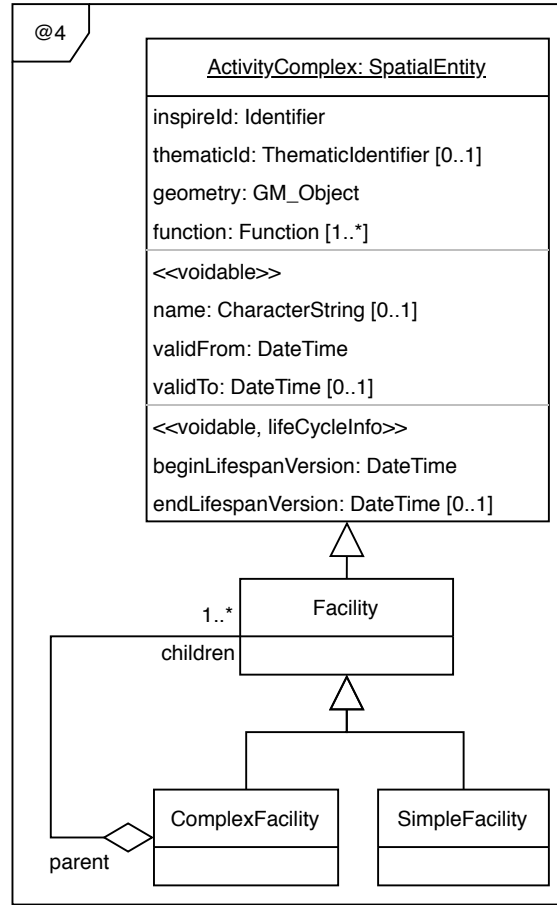 @4
ActivityComplex: SpatialEntity
inspireId: Identifier
thematicId: ThematicIdentifier [0..1]
geometry: GM_Object
function: Function [1..*]
<<voidable>>
name: CharacterString [0..1]
validFrom: DateTime
validTo: DateTime [0..1]
<<voidable, lifeCycleInfo>>
beginLifespanVersion: DateTime
endLifespanVersion: DateTime [0..1]
Facility
1..*
children
ComplexFacility
SimpleFacility
parent